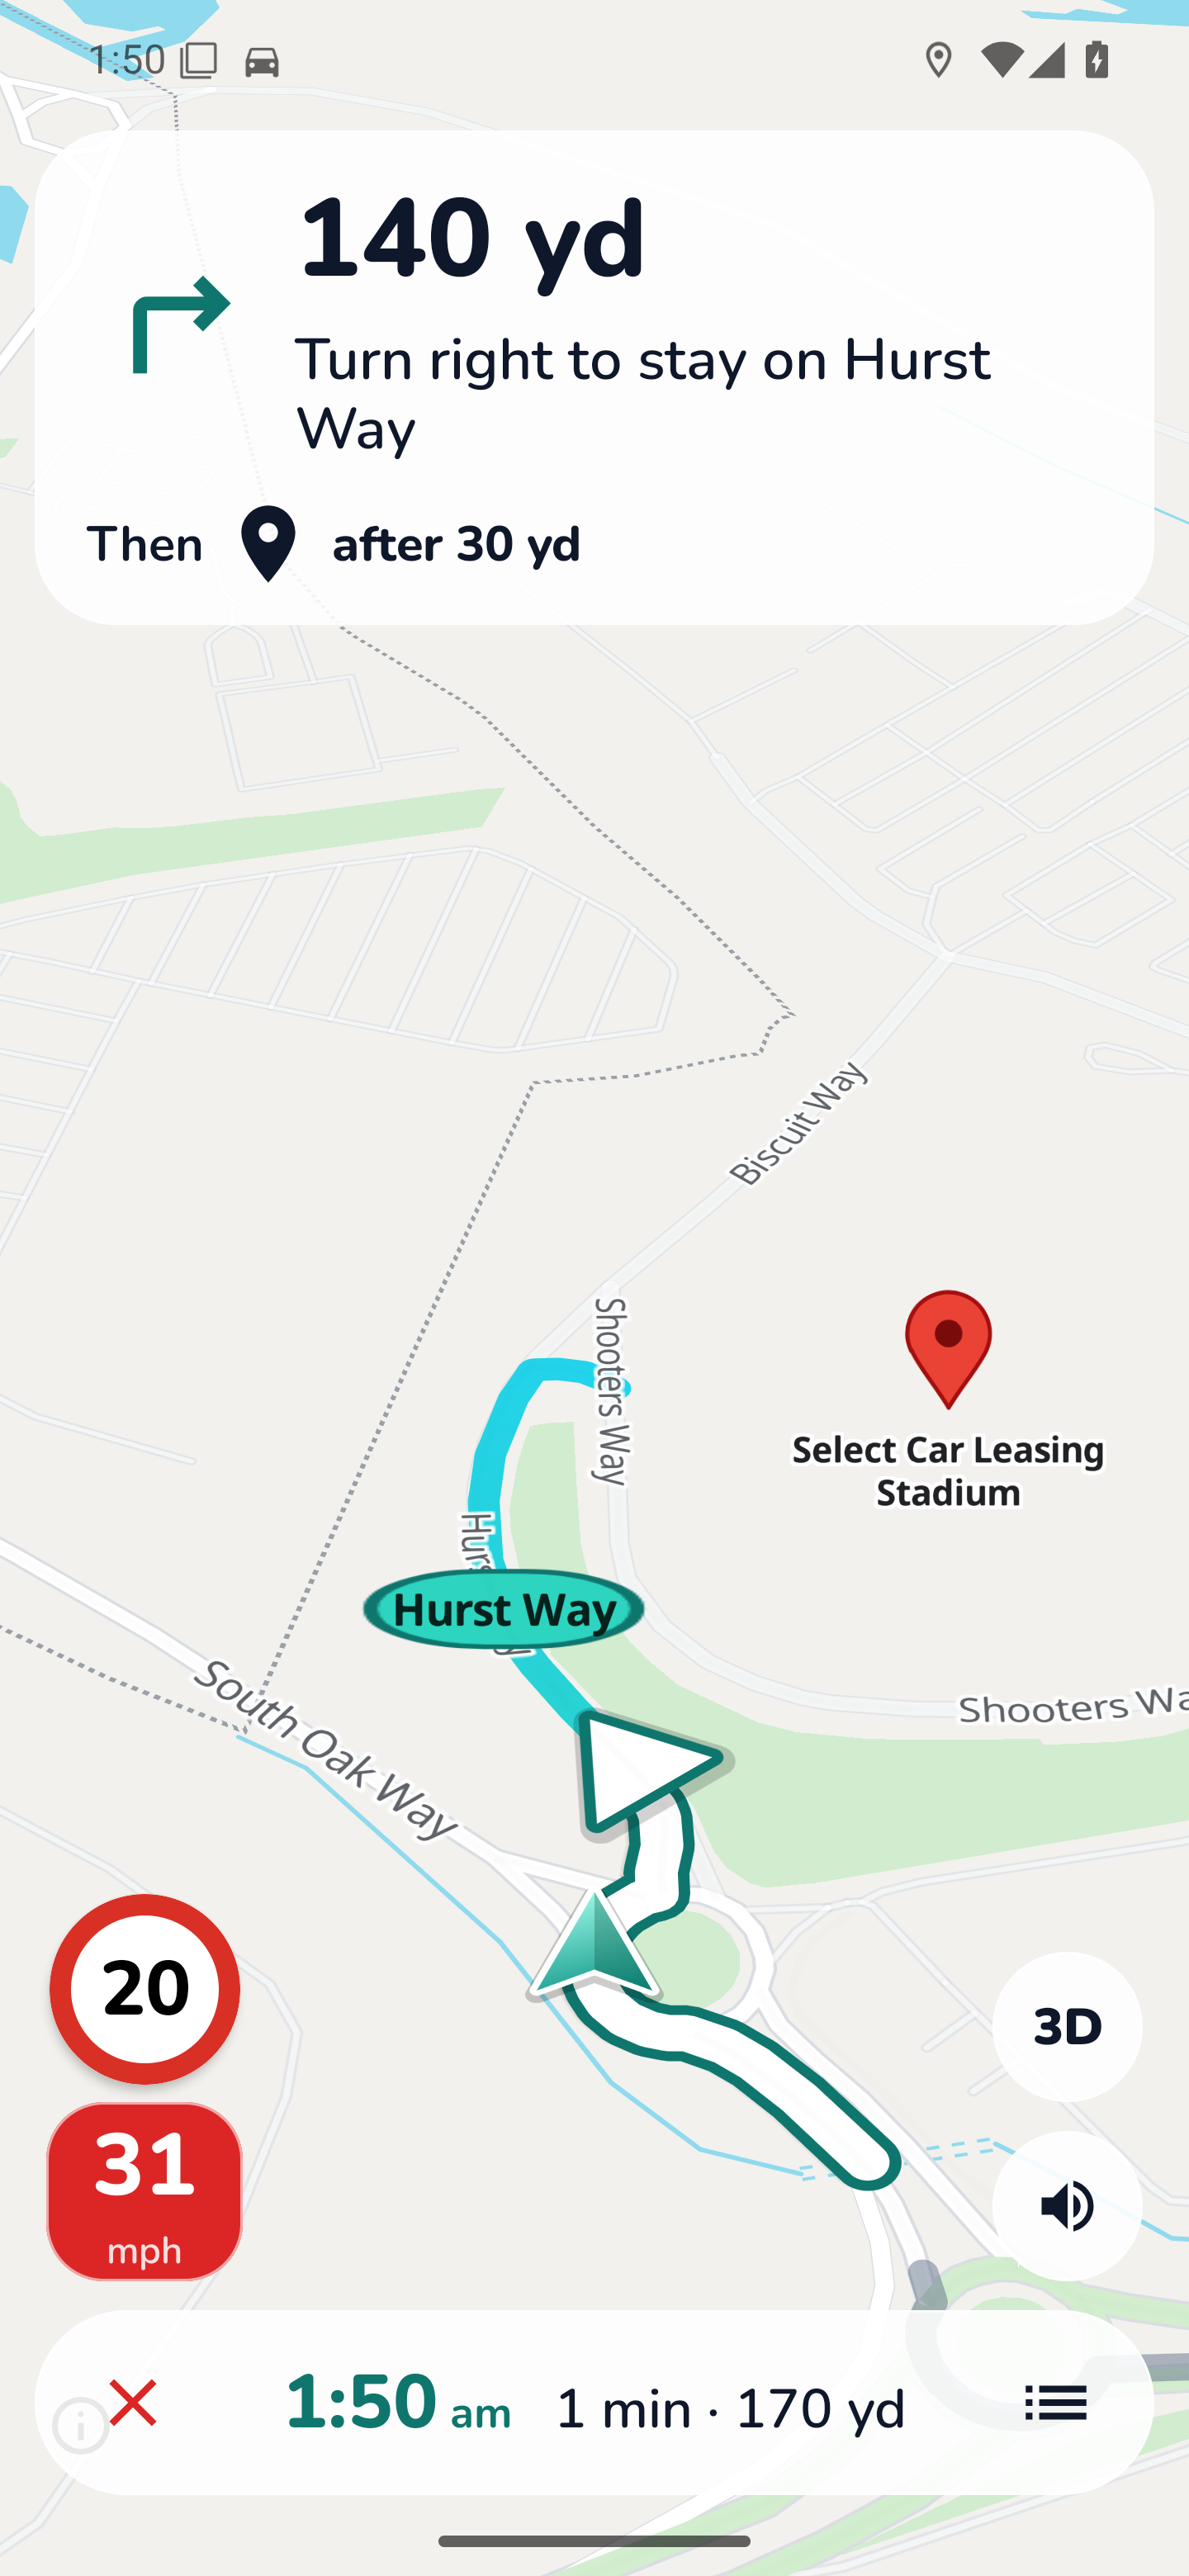 1:50
140 yd
Turn right to stay on Hurst
Way
Then after 30 yd
Biscuit Way
Shooters Way
Select Car Leasing
Stadium
Hurst Way
South Oak Way
Shooters Wa
20
31
mph
3D
1:50 am 1 min · 170 yd